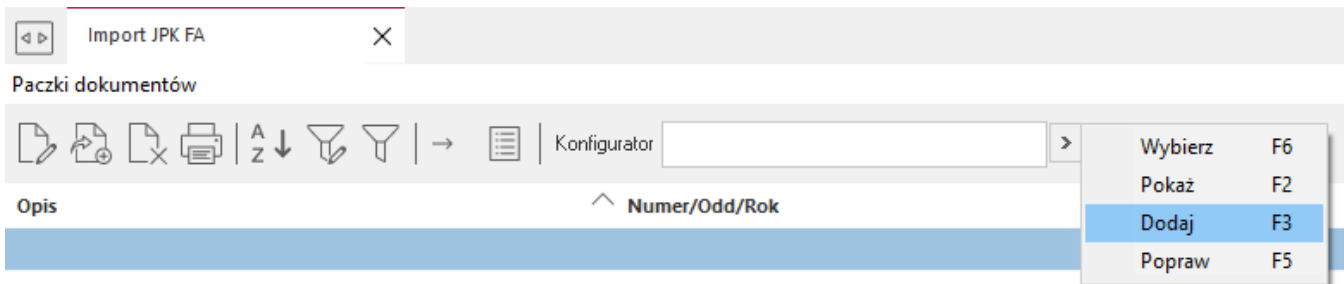 Import JPK FA
Paczki dokumentów
A
Z
Konfigurator
Wybierz F6
Pokaż F2
Opis Numer/Odd/Rok
Dodaj F3
Popraw F5